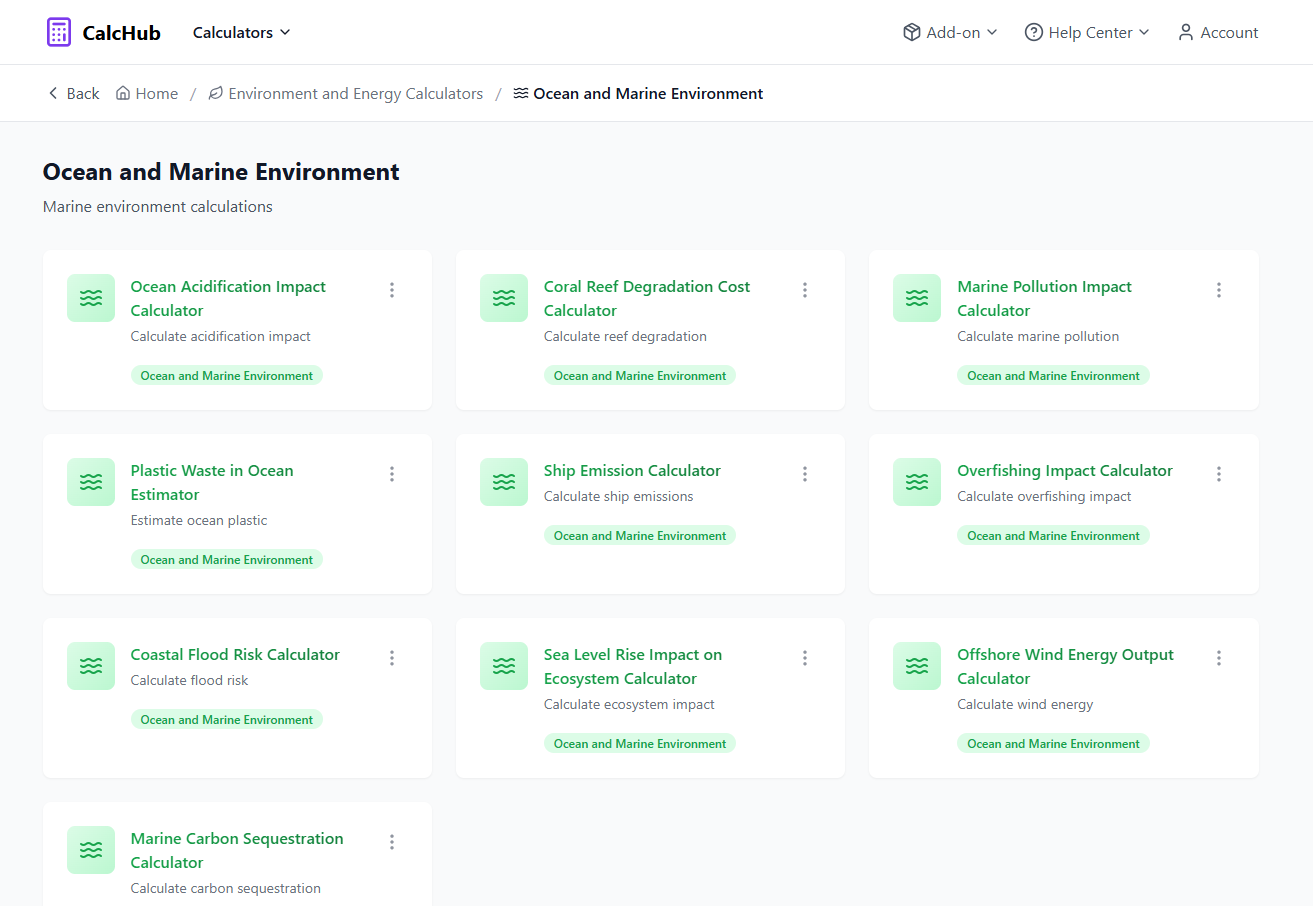 CalcHub
Calculators
Add-on
Help Center
Account
Back
Home / Environment and Energy Calculators / Ocean and Marine Environment
Ocean and Marine Environment
Marine environment calculations
Ocean Acidification Impact
Calculator
Calculate acidification impact
Ocean and Marine Environment
Coral Reef Degradation Cost
Calculator
Calculate reef degradation
Ocean and Marine Environment
Marine Pollution Impact
Calculator
Calculate marine pollution
Ocean and Marine Environment
Plastic Waste in Ocean
Estimator
Estimate ocean plastic
Ocean and Marine Environment
Ship Emission Calculator
Calculate ship emissions
Ocean and Marine Environment
Overfishing Impact Calculator
Calculate overfishing impact
Ocean and Marine Environment
Coastal Flood Risk Calculator
Calculate flood risk
Ocean and Marine Environment
Sea Level Rise Impact on
Ecosystem Calculator
Calculate ecosystem impact
Ocean and Marine Environment
Offshore Wind Energy Output
Calculator
Calculate wind energy
Ocean and Marine Environment
Marine Carbon Sequestration
Calculator
Calculate carbon sequestration